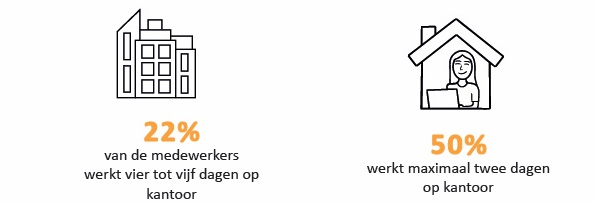 22%
van de medewerkers
werkt vier tot vijf dagen op
kantoor
50%
werkt maximaal twee dagen
op kantoor